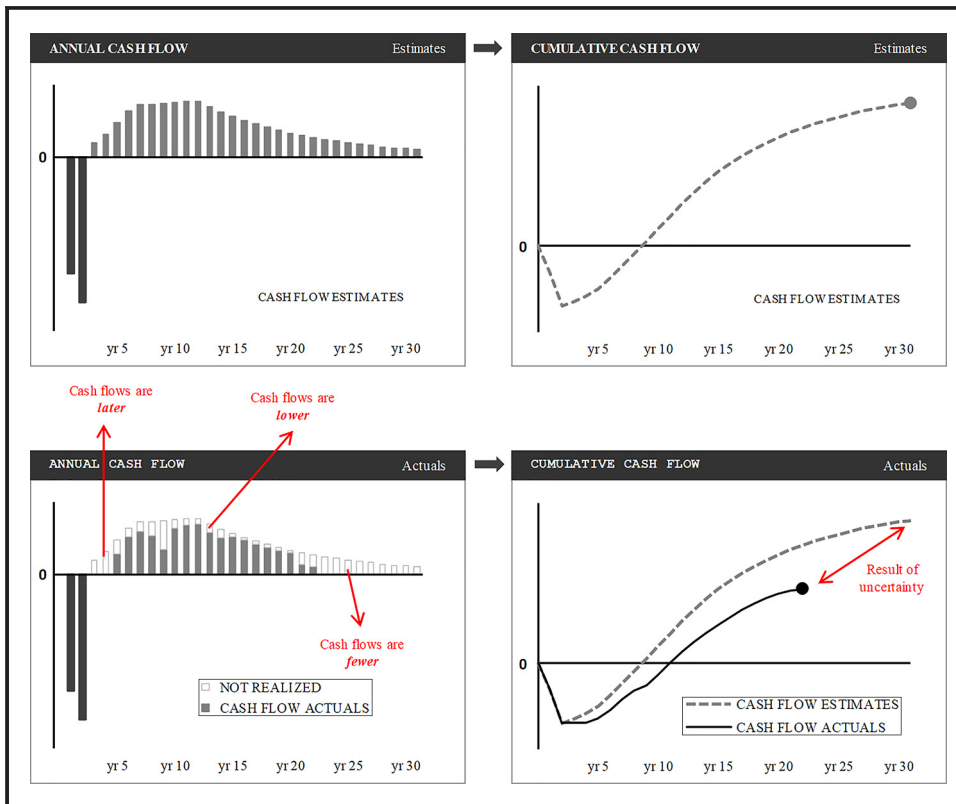 ANNUAL CASH FLOW Estimates
0
CASH FLOW ESTIMATES
yr 5 yr 10 yr 15 yr 20 yr 25 yr 30
CUMULATIVE CASH FLOW Estimates
0
CASH FLOW ESTIMATES
yr 5 yr 10 yr 15 yr 20 yr 25 yr 30
Cash flows are
later
Cash flows are
lower
ANNUAL CASH FLOW Actuals
0
Cash flows are
fewer
NOT REALIZED
CASH FLOW ACTUALS
yr 5 yr 10 yr 15 yr 20 yr 25 yr 30
CUMULATIVE CASH FLOW Actuals
Result of
uncertainty
0
CASH FLOW ESTIMATES
CASH FLOW ACTUALS
yr 5 yr 10 yr 15 yr 20 yr 25 yr 30